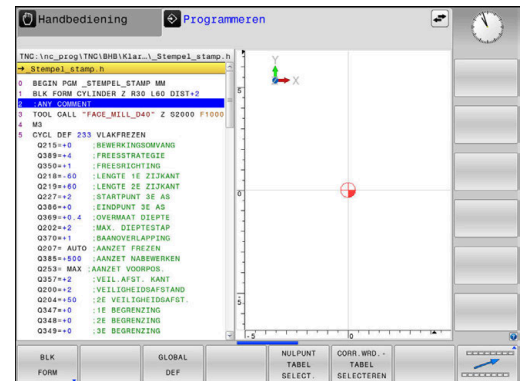 Handbediening
Programmeren
TNC:\nc_prog\TNC\BHB\Klar…\_Stempel_stamp.h
→_Stempel_stamp.h
0 BEGIN PGM _STEMPEL_STAMP MM
1 BLK FORM CYLINDER Z R30 L60 DIST+2
2 ;ANY COMMENT
3 TOOL CALL "FACE_MILL_D40" Z S2000 F1000
4 M3
5 CYCL DEF 233 VLAKFREZEN
Q215=+0 ;BEWERKINGSOMVANG
Q389=+4 ;FREESSTRATEGIE
Q350=+1 ;FREESRICHTING
Q218=-60 ;LENGTE 1E ZIJKANT
Q219=+60 ;LENGTE 2E ZIJKANT
Q227=+2 ;STARTPUNT 3E AS
Q386=+0 ;EINDPUNT 3E AS
Q369=+0.4 ;OVERMAAT DIEPTE
Q202=+2 ;MAX. DIEPTESTAP
Q370=+1 ;BAANOVERLAPPING
Q207= AUTO ;AANZET FREZEN
Q385=+500 ;AANZET NABEWERKEN
Q253= MAX ;AANZET VOORPOS.
Q357=+2 ;VEIL.AFST. KANT
Q200=+2 ;VEILIGHEIDSAFSTAND
Q204=+50 ;2E VEILIGHEIDSAFST.
Q347=+0 ;1E BEGRENZING
Q348=+0 ;2E BEGRENZING
Q349=+0 ;3E BEGRENZING
Y
X
5
0
-5
-5
0
BLK
FORM
GLOBAL
DEF
NULPUNT
TABEL
SELECT.
CORR.WRD.-
TABEL
SELECTEREN